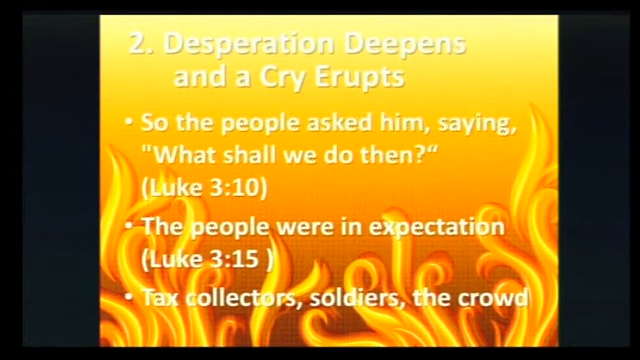 2. Desperation Deepens
and a Cry Erupts
• So the people asked him, saying,
"What shall we do then?“
(Luke 3:10)
• The people were in expectation
(Luke 3:15 )
• Tax collectors, soldiers, the crowd